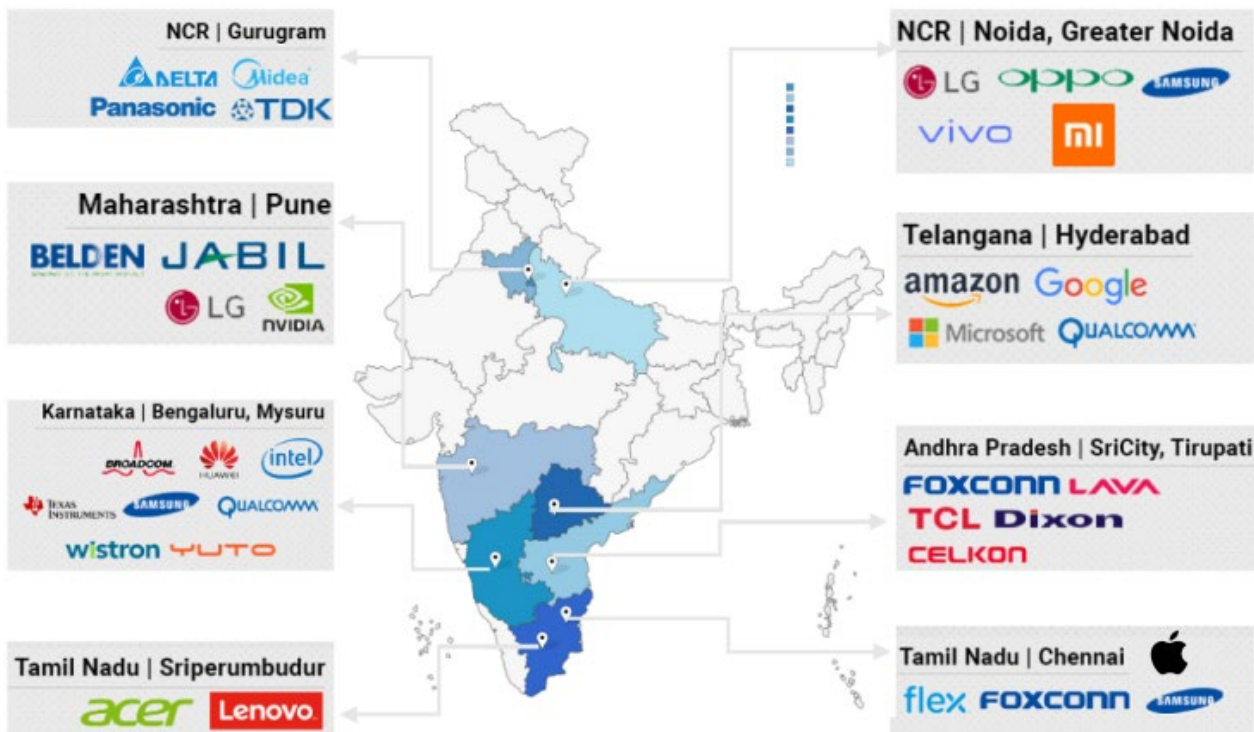 NCR | Gurugram
DELTA Midea
Panasonic TDK
Maharashtra | Pune
BELDEN JABIL
LG NVIDIA
Karnataka | Bengaluru, Mysuru
BROADCOM HUAWEI intel
TEXAS INSTRUMENTS SAMSUNG QUALCOMM
wistron YUTO
Tamil Nadu | Sriperumbudur
acer Lenovo
NCR | Noida, Greater Noida
LG oppo SAMSUNG
vivo mi
Telangana | Hyderabad
amazon Google
Microsoft QUALCOMM
Andhra Pradesh | SriCity, Tirupati
FOXCONN LAVA
TCL Dixon
CELKON
Tamil Nadu | Chennai
flex FOXCONN SAMSUNG